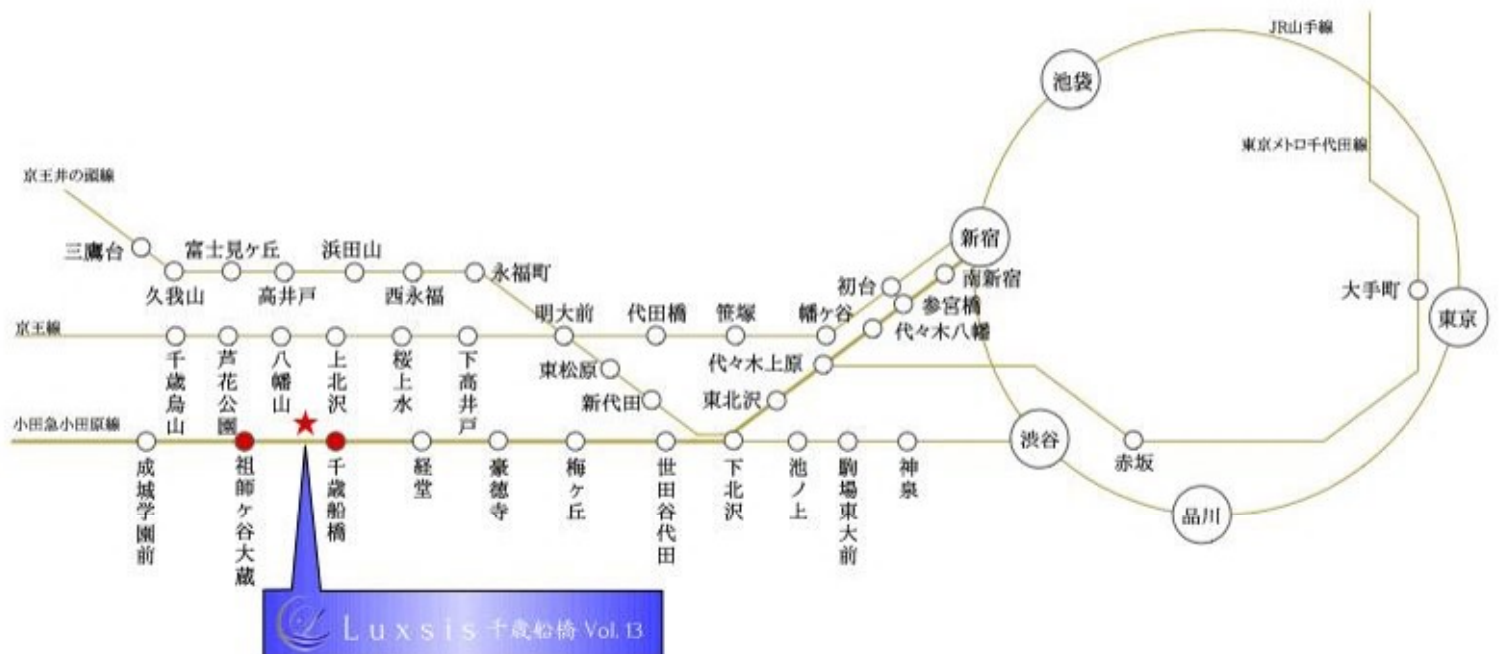 JR山手線
池袋
東京メトロ千代田線
京王井の頭線
新宿
三鷹台
富士見ヶ丘
浜田山
永福町
南新宿
久我山
高井戸
西永福
初台
参宮橋
大手町
京王線
明大前
代田橋
笹塚
幡ヶ谷
代々木八幡
東京
千歳烏山
芦花公園
八幡山
上北沢
桜上水
下高井戸
東松原
代々木上原
新代田
東北沢
小田急小田原線
★
渋谷
赤坂
成城学園前
祖師ヶ谷大蔵
千歳船橋
経堂
豪徳寺
梅ヶ丘
世田谷代田
下北沢
池ノ上
駒場東大前
神泉
品川
Luxsis 千歳船橋 Vol.13